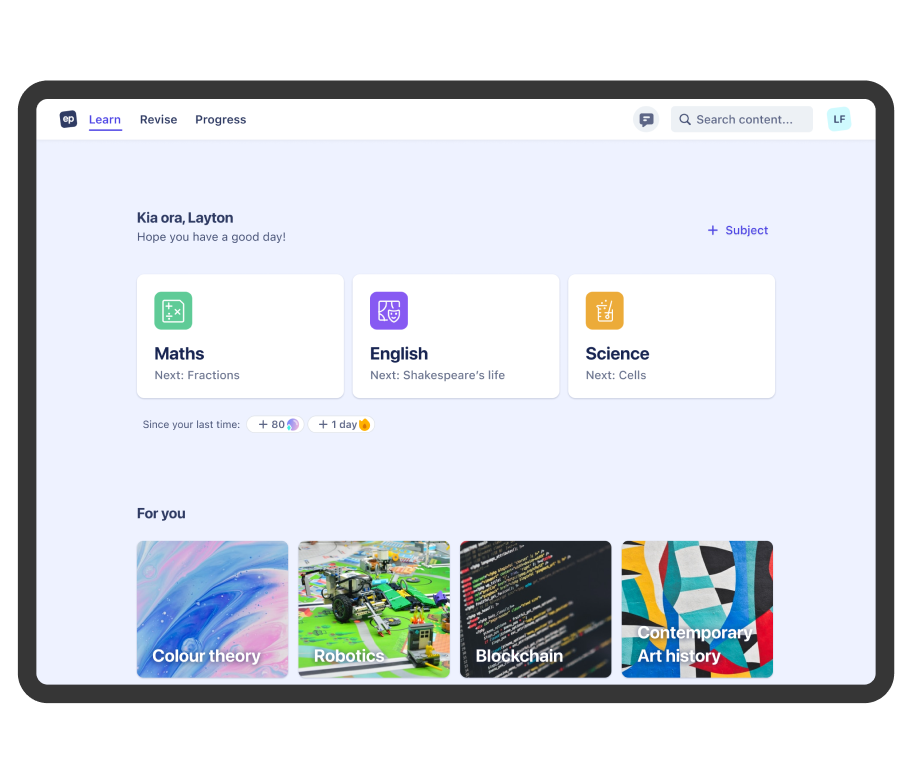 ep Learn Revise Progress Search content... LF
Kia ora, Layton
Hope you have a good day!
+ Subject
Maths
Next: Fractions
English
Next: Shakespeare's life
Science
Next: Cells
Since your last time: + 80 + 1 day
For you
Colour theory
Robotics
Blockchain
Contemporary
Art history